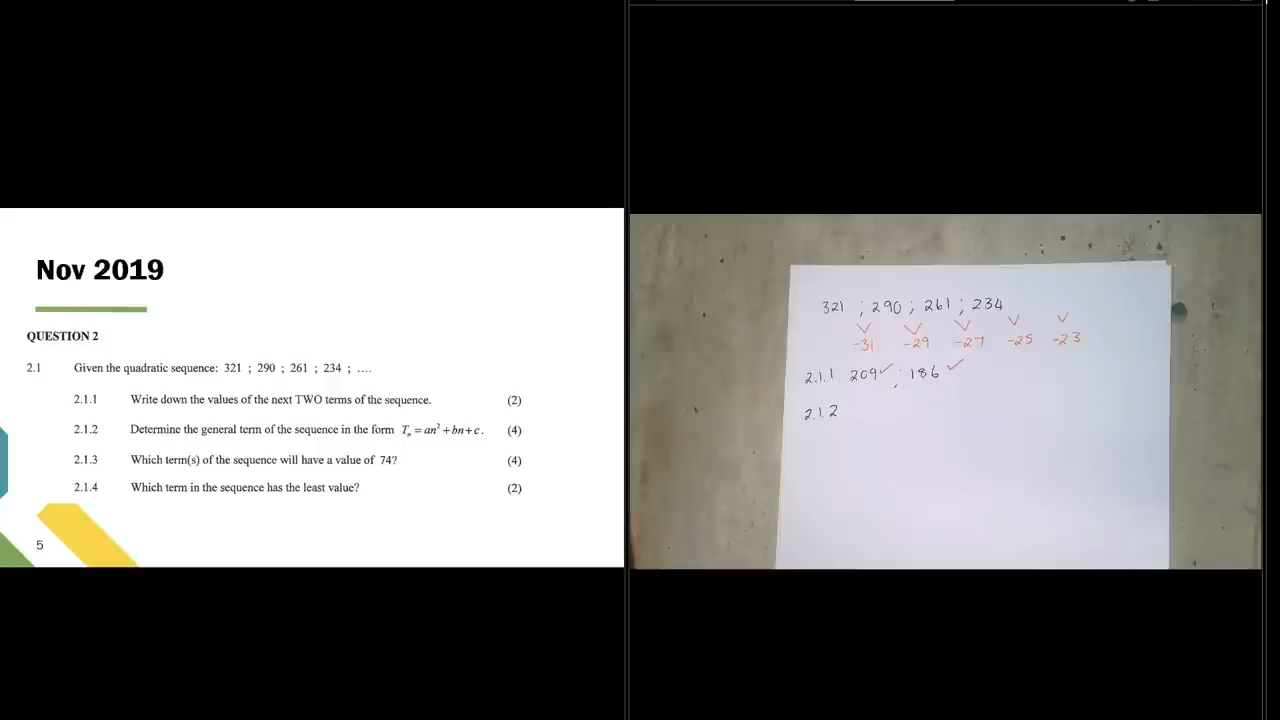 Nov 2019
QUESTION 2
2.1 Given the quadratic sequence: 321 ; 290 ; 261 ; 234 ; ....
2.1.1 Write down the values of the next TWO terms of the sequence. (2)
2.1.2 Determine the general term of the sequence in the form Tₙ = an² + bn + c. (4)
2.1.3 Which term(s) of the sequence will have a value of 74? (4)
2.1.4 Which term in the sequence has the least value? (2)
5
321 ; 290 ; 261 ; 234
-31 -29 -27 -25 -23
2.1.1 209✓ ; 186 ✓
2.1.2